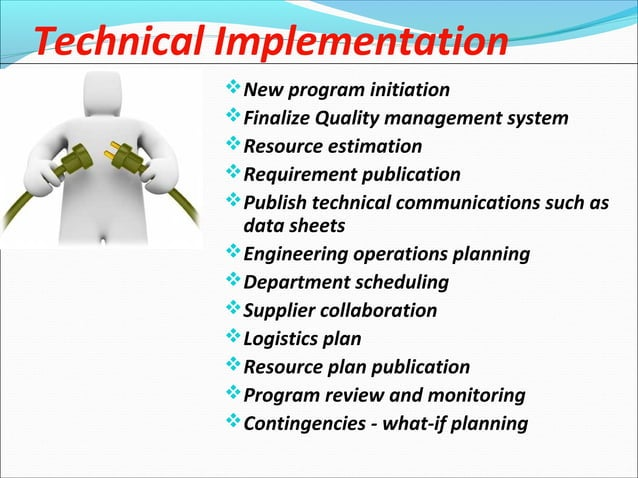 Technical Implementation
New program initiation
Finalize Quality management system
Resource estimation
Requirement publication
Publish technical communications such as
data sheets
Engineering operations planning
Department scheduling
Supplier collaboration
Logistics plan
Resource plan publication
Program review and monitoring
Contingencies - what-if planning